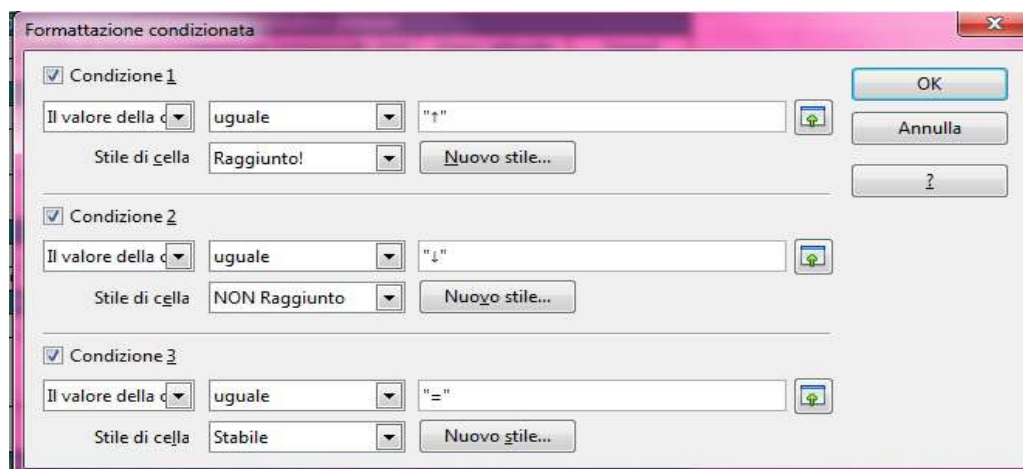 Formattazione condizionata
Condizione 1
OK
Il valore della c uguale "↑"
Annulla
Stile di cella Raggiunto! Nuovo stile...
?
Condizione 2
Il valore della c uguale "↓"
Stile di cella NON Raggiunto Nuovo stile...
Condizione 3
Il valore della c uguale "="
Stile di cella Stabile Nuovo stile...